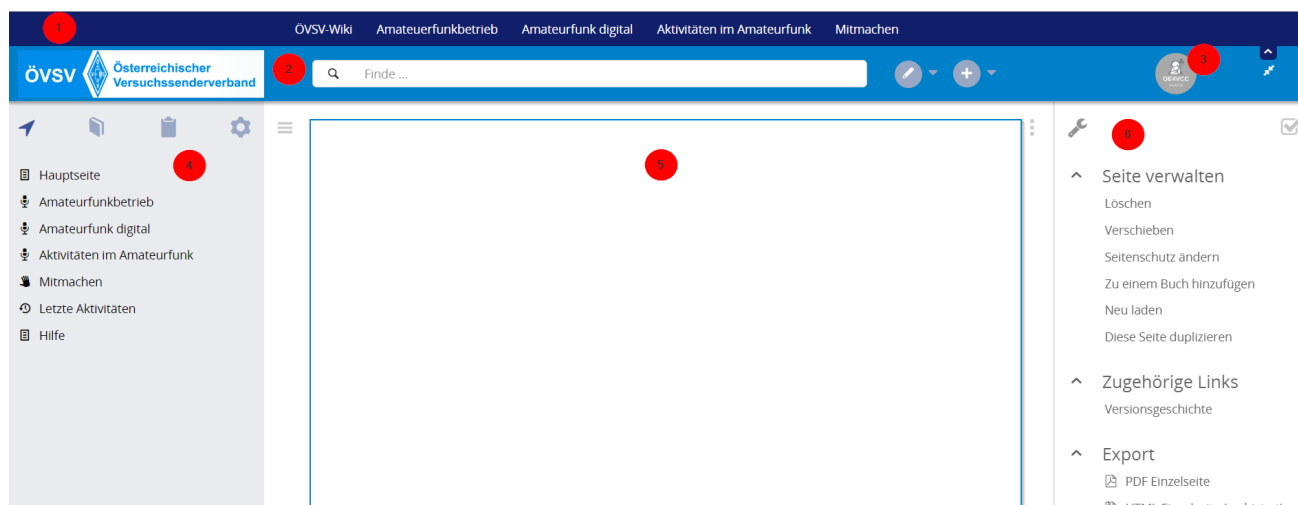 1
ÖVSV-Wiki Amateuerfunkbetrieb Amateurfunk digital Aktivitäten im Amateurfunk Mitmachen
ÖVSV
Österreichischer
Versuchssenderverband
2
Finde ...
OE4VCC
3
4
5
6
Hauptseite
Amateurfunkbetrieb
Amateurfunk digital
Aktivitäten im Amateurfunk
Mitmachen
Letzte Aktivitäten
Hilfe
Seite verwalten
Löschen
Verschieben
Seitenschutz ändern
Zu einem Buch hinzufügen
Neu laden
Diese Seite duplizieren
Zugehörige Links
Versionsgeschichte
Export
PDF Einzelseite